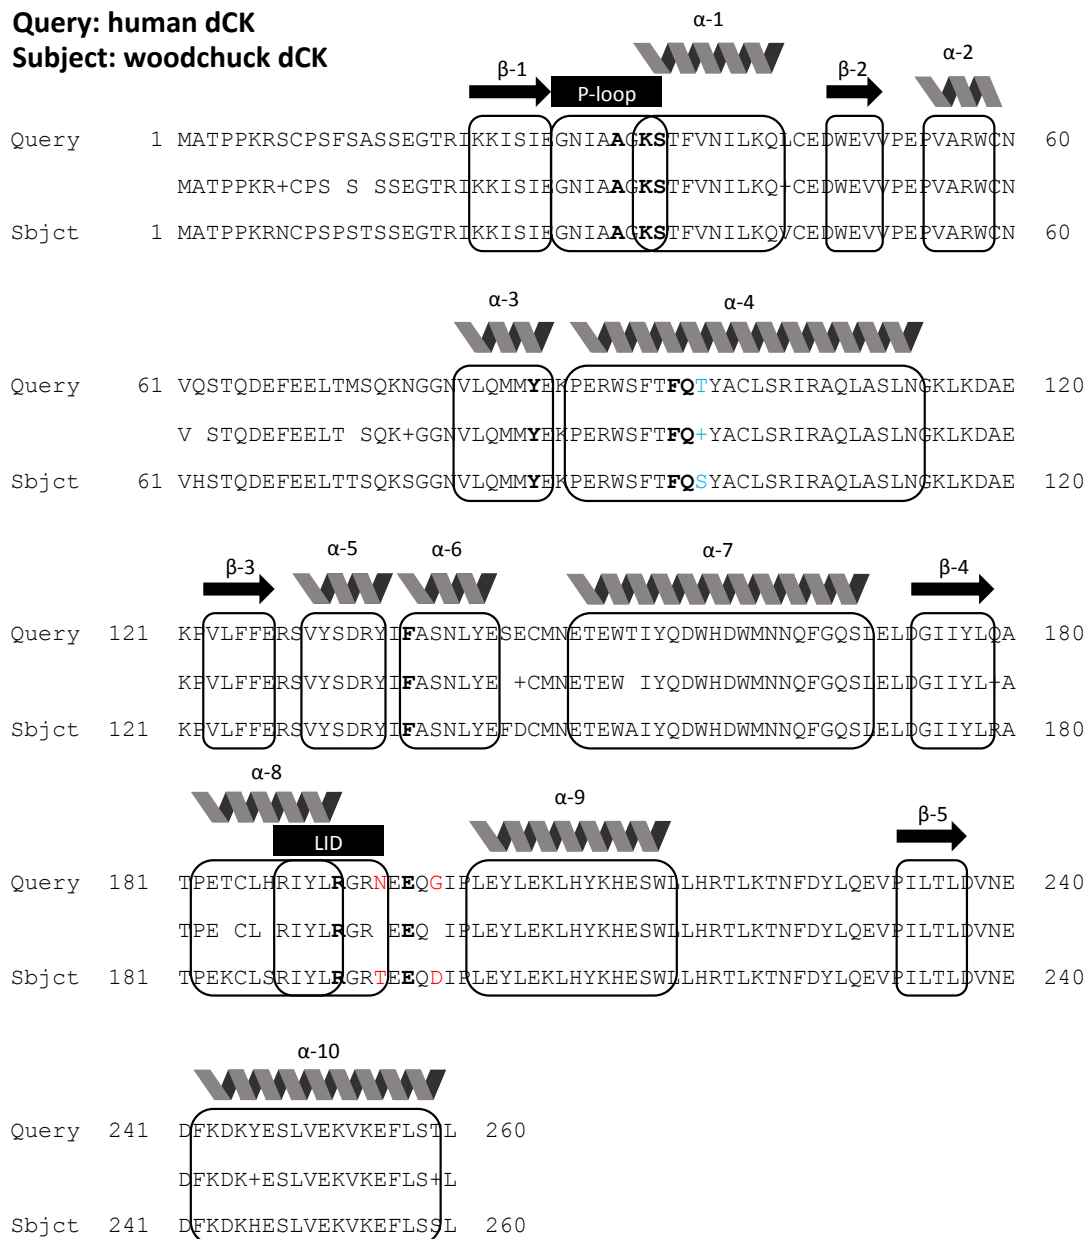 Query: human dCK
Subject: woodchuck dCK
α-1
β-1
P-loop
β-2
α-2
Query 1 MATPPKRSCPSFSASSEGTRIKKISIEGNIAAGKSTFVNILKQLCEDWEVVPEPVARWCN 60
MATPPKR+CPS S SSEGTRIKKISIEGNIAAGKSTFVNILKQ+CEDWEVVPEPVARWCN
Sbjct 1 MATPPKRNCPSPSTSSEGTRIKKISIEGNIAAGKSTFVNILKQVCEDWEVVPEPVARWCN 60
α-3
α-4
Query 61 VQSTQDEFEELTMSQKNGGNVLQMMYEKPERWSFTFQTYACLSRIRAQLASLNGKLKDAE 120
V STQDEFEELT SQK+GGNVLQMMYEKPERWSFTFQ+YACLSRIRAQLASLNGKLKDAE
Sbjct 61 VHSTQDEFEELTTSQKSGGNVLQMMYEKPERWSFTFQSYACLSRIRAQLASLNGKLKDAE 120
β-3
α-5
α-6
α-7
β-4
Query 121 KPVLFFERSVYSDRYIFASNLYESECMNETEWTIYQDWHDWMNNQFGQSLELDGIIYLQA 180
KPVLFFERSVYSDRYIFASNLYE +CMNETEW IYQDWHDWMNNQFGQSLELDGIIYL+A
Sbjct 121 KPVLFFERSVYSDRYIFASNLYEFDCMNETEWAIYQDWHDWMNNQFGQSLELDGIIYLRA 180
α-8
LID
α-9
β-5
Query 181 TPETCLHRIYLRGRNEEQGIPLEYLEKLHYKHESWLLHRTLKTNFDYLQEVPILTLDVNE 240
TPE CL RIYLRGR EEQ IPLEYLEKLHYKHESWLLHRTLKTNFDYLQEVPILTLDVNE
Sbjct 181 TPEKCLSRIYLRGRTEEQDIPLEYLEKLHYKHESWLLHRTLKTNFDYLQEVPILTLDVNE 240
α-10
Query 241 DFKDKYESLVEKVKEFLSTL 260
DFKDK+ESLVEKVKEFLS+L
Sbjct 241 DFKDKHESLVEKVKEFLSSL 260